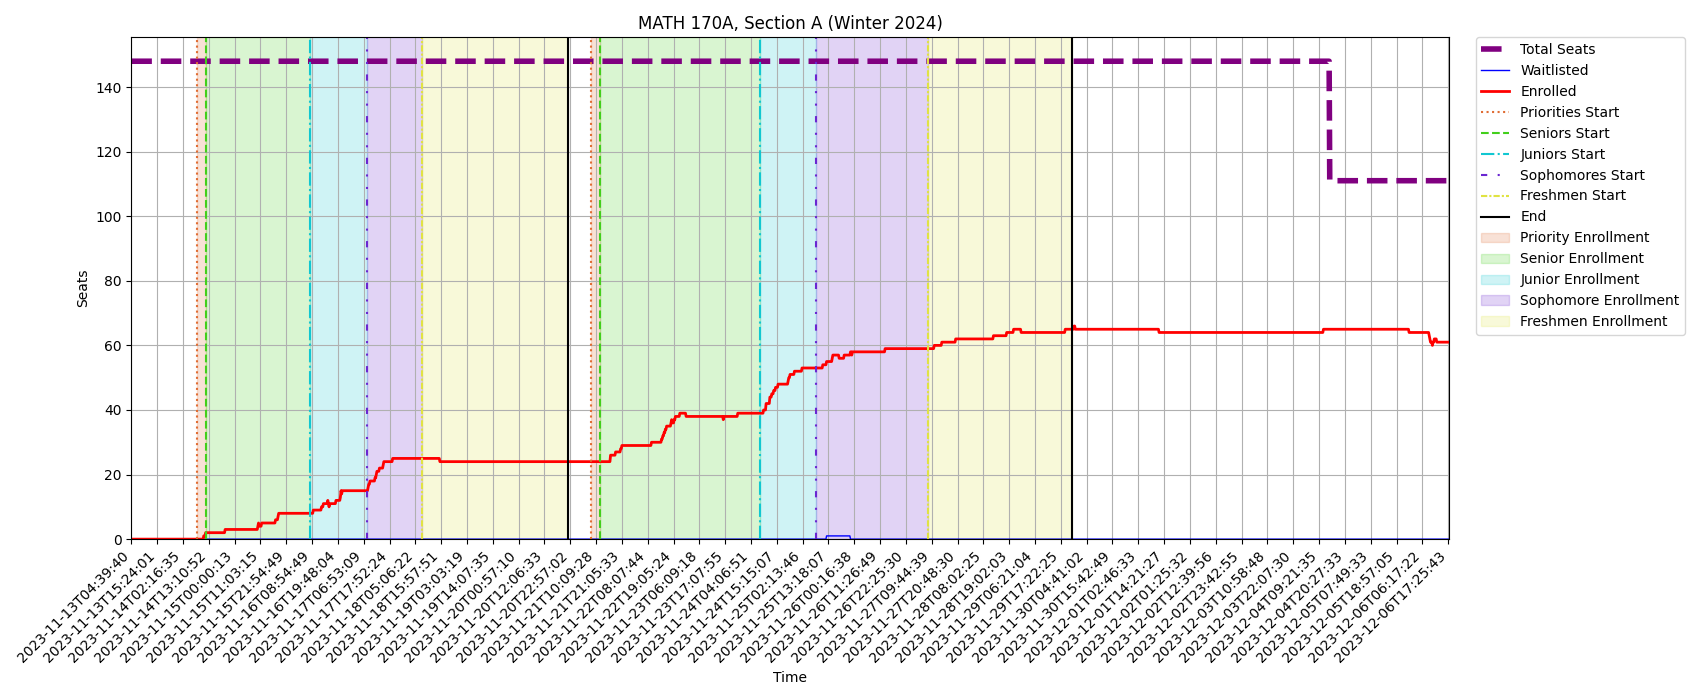 MATH 170A, Section A (Winter 2024)
Seats
140
120
100
80
60
40
20
0
2023-11-13T04:39:40
2023-11-13T15:24:01
2023-11-14T02:16:35
2023-11-14T13:10:52
2023-11-15T00:00:13
2023-11-15T11:03:15
2023-11-15T21:54:49
2023-11-16T08:54:49
2023-11-16T19:48:04
2023-11-17T06:53:09
2023-11-17T17:52:24
2023-11-18T05:06:22
2023-11-18T15:57:51
2023-11-19T03:03:19
2023-11-19T14:07:35
2023-11-20T00:57:10
2023-11-20T12:06:33
2023-11-20T22:57:02
2023-11-21T10:09:28
2023-11-21T21:05:33
2023-11-22T08:07:44
2023-11-22T19:05:24
2023-11-23T06:09:18
2023-11-23T17:07:55
2023-11-24T04:06:51
2023-11-24T15:15:07
2023-11-25T02:13:46
2023-11-25T13:18:07
2023-11-26T00:16:38
2023-11-26T11:26:49
2023-11-26T22:25:30
2023-11-27T09:44:39
2023-11-27T20:48:30
2023-11-28T08:02:25
2023-11-28T19:02:03
2023-11-29T06:21:04
2023-11-29T17:22:25
2023-11-30T04:41:02
2023-11-30T15:42:49
2023-12-01T02:46:33
2023-12-01T14:21:27
2023-12-02T01:25:32
2023-12-02T12:39:56
2023-12-02T23:42:55
2023-12-03T10:58:48
2023-12-03T22:07:30
2023-12-04T09:21:35
2023-12-04T20:27:33
2023-12-05T07:49:33
2023-12-05T18:57:05
2023-12-06T06:17:22
2023-12-06T17:25:43
Time
Total Seats
Waitlisted
Enrolled
Priorities Start
Seniors Start
Juniors Start
Sophomores Start
Freshmen Start
End
Priority Enrollment
Senior Enrollment
Junior Enrollment
Sophomore Enrollment
Freshmen Enrollment